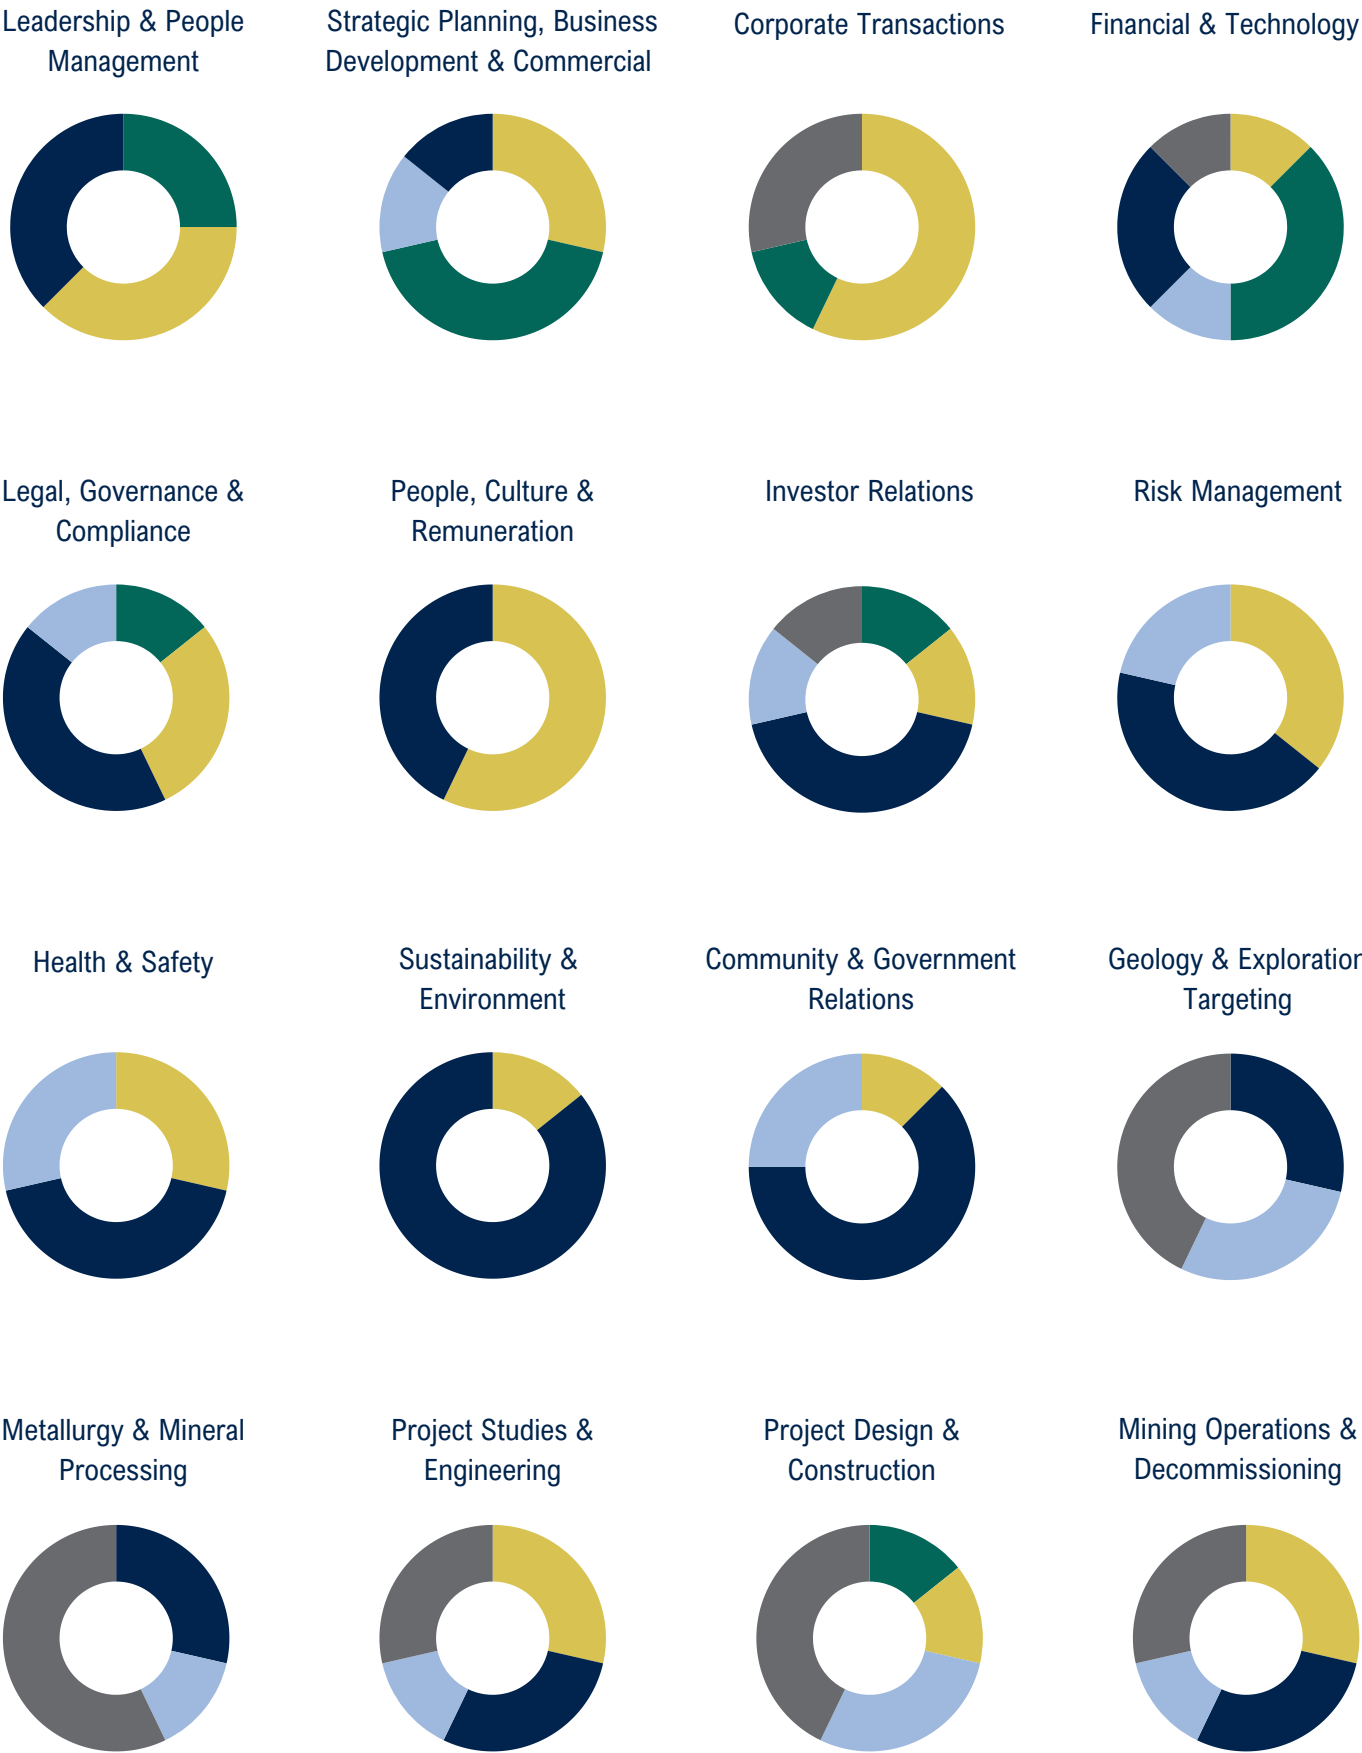 Leadership & People
Management
Strategic Planning, Business
Development & Commercial
Corporate Transactions
Financial & Technology
Legal, Governance &
Compliance
People, Culture &
Remuneration
Investor Relations
Risk Management
Health & Safety
Sustainability &
Environment
Community & Government
Relations
Geology & Exploration
Targeting
Metallurgy & Mineral
Processing
Project Studies &
Engineering
Project Design &
Construction
Mining Operations &
Decommissioning